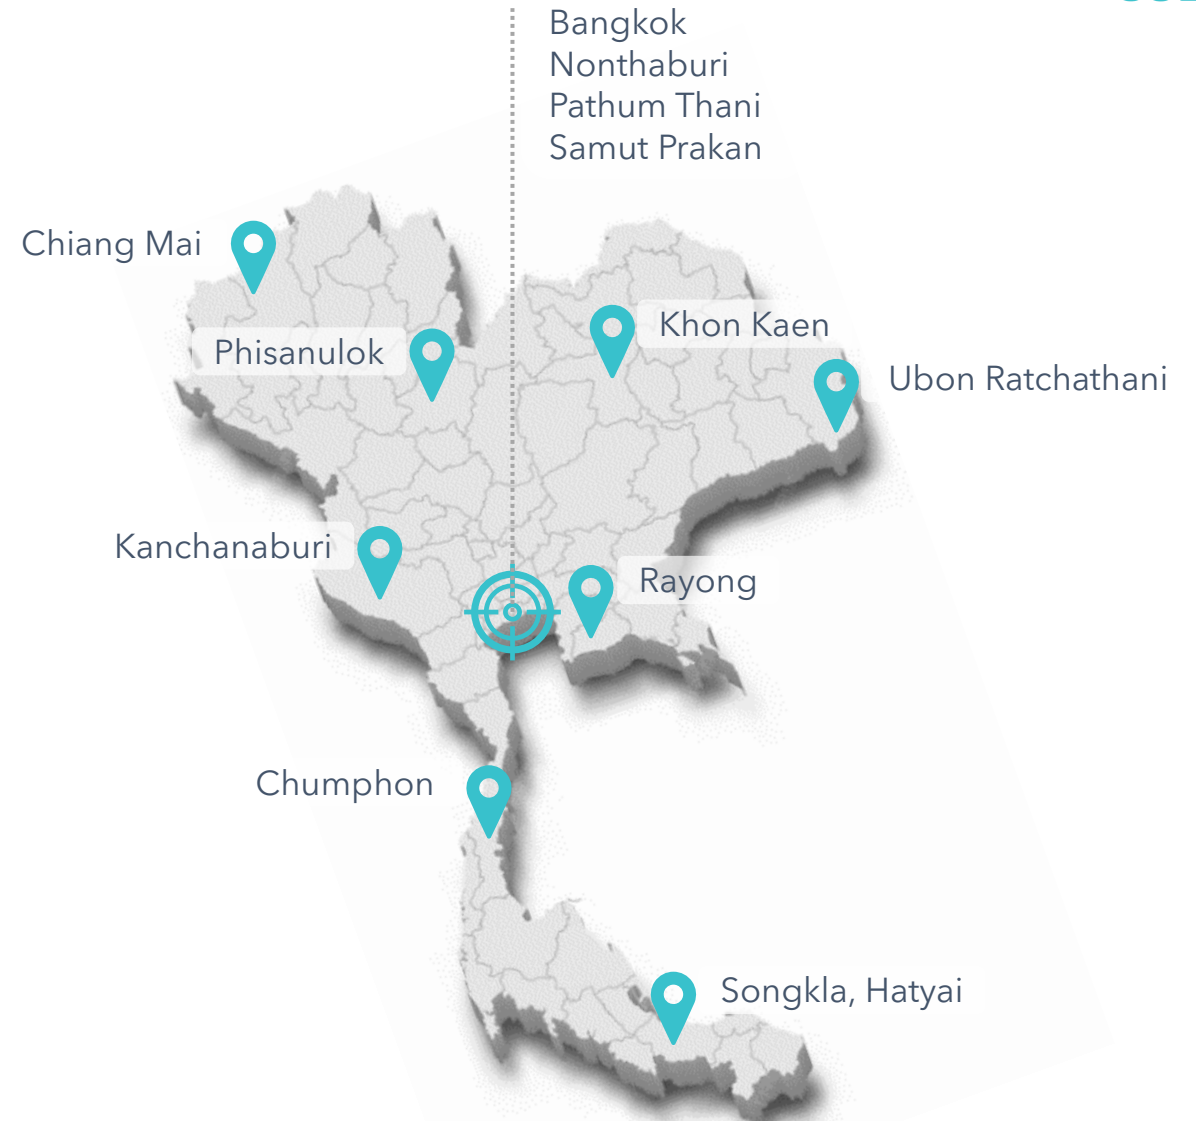 Bangkok
Nonthaburi
Pathum Thani
Samut Prakan
Chiang Mai
Khon Kaen
Phisanulok
Ubon Ratchathani
Kanchanaburi
Rayong
Chumphon
Songkla, Hatyai